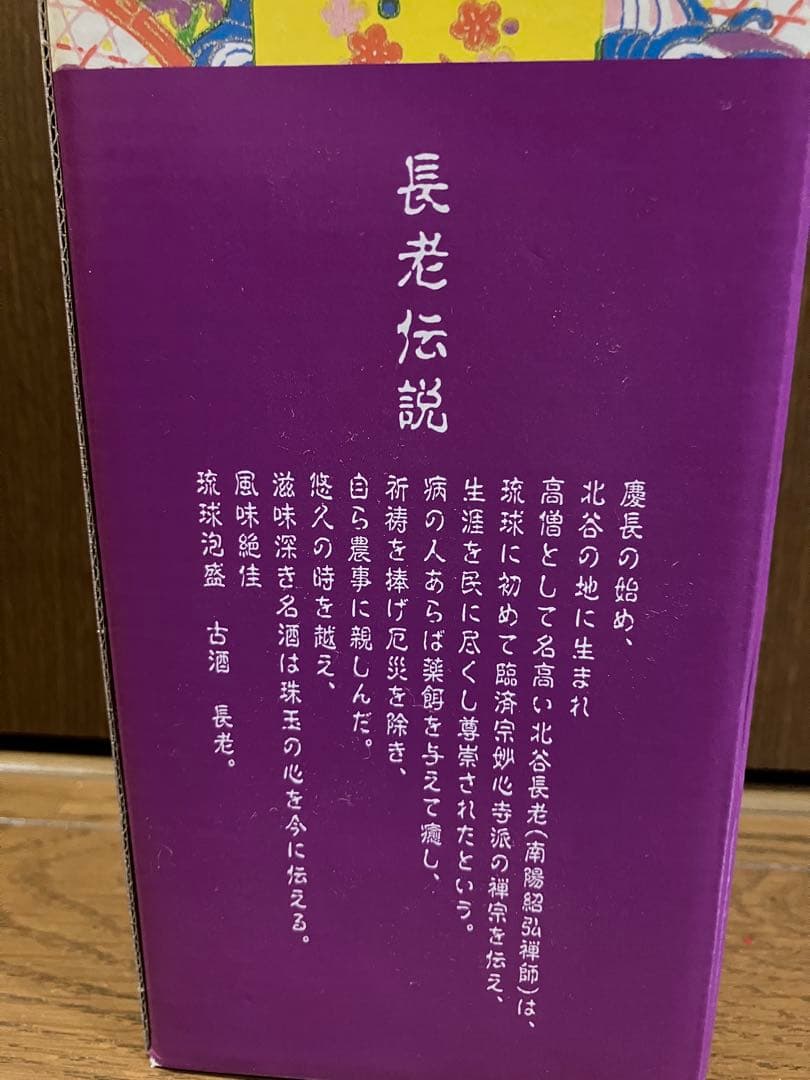 長老伝説
慶長の始め、
北谷の地に生まれ
高僧として名高い北谷長老(南陽紹弘禅師)は、
琉球に初めて臨済宗妙心寺派の禅宗を伝え、
生涯を民に尽くし尊崇されたという。
病の人あらば薬餌を与えて癒し、
祈祷を捧げ厄災を除き、
自ら農事に親しんだ。
悠久の時を越え、
滋味深き名酒は珠玉の心を今に伝える。
風味絶佳
琉球泡盛 古酒 長老。